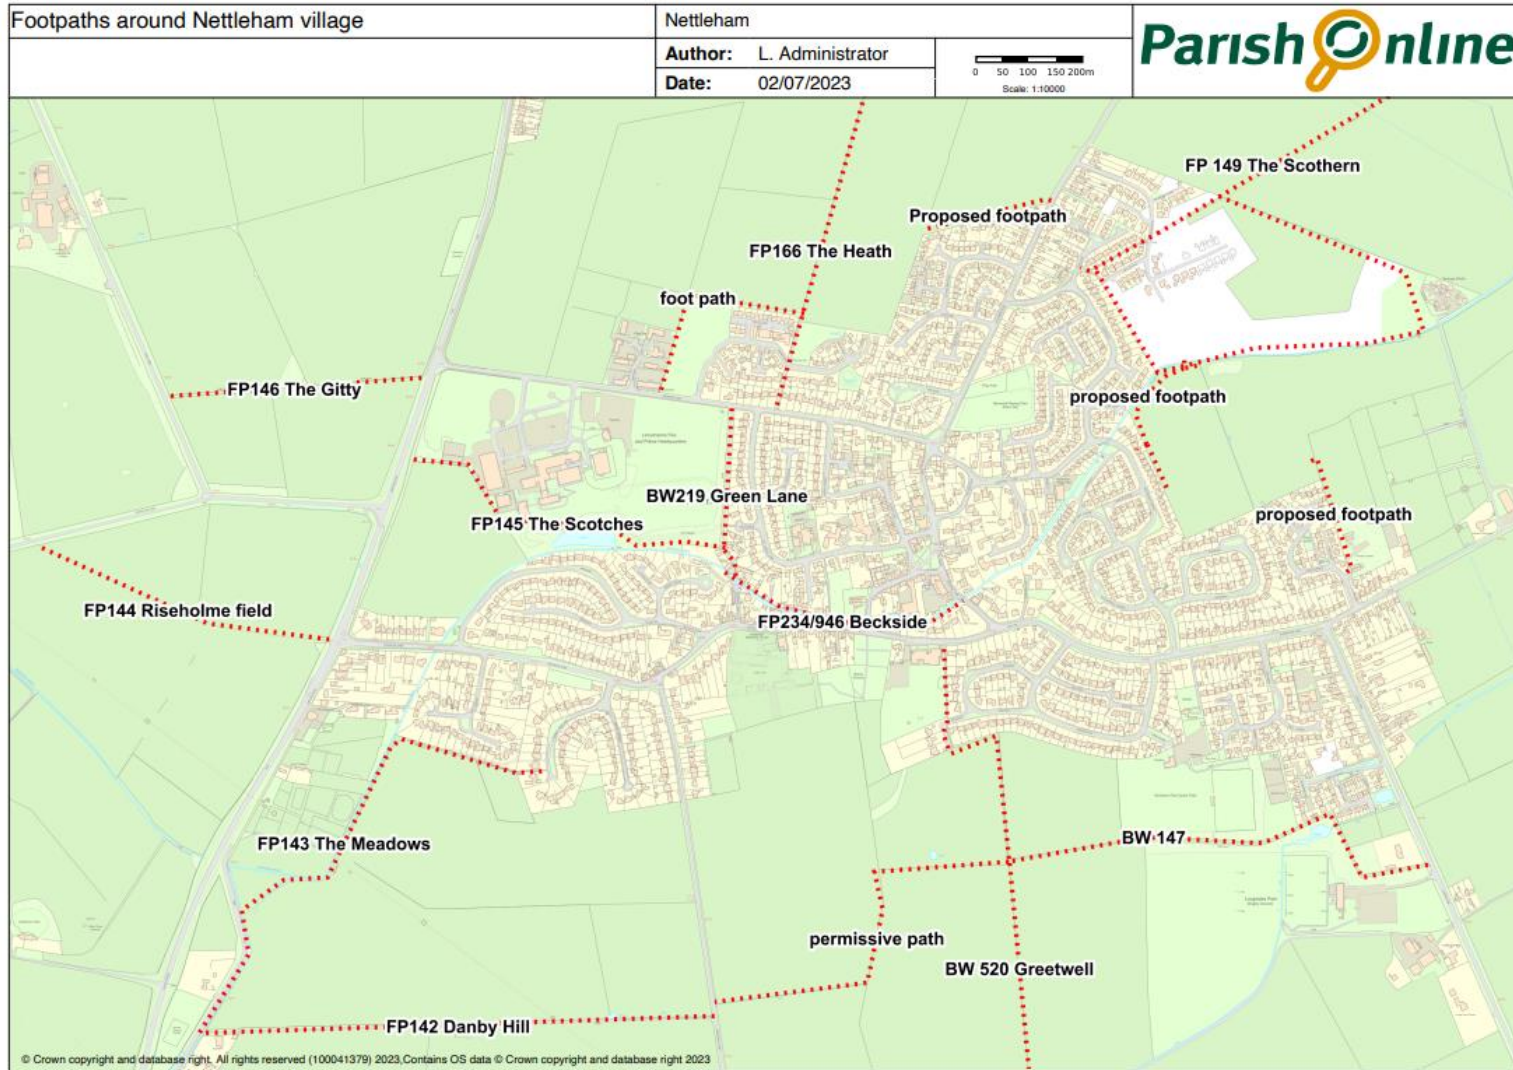 Footpaths around Nettleham village
Nettleham
Author: L. Administrator
Date: 02/07/2023
0 50 100 150 200m
Scale: 1:10000
Parish Online
FP 149 The Scothern
Proposed footpath
FP166 The Heath
foot path
FP146 The Gitty
proposed footpath
BW219 Green Lane
FP145 The Scotches
proposed footpath
FP144 Riseholme field
FP234/946 Beckside
FP143 The Meadows
BW 147
permissive path
BW 520 Greetwell
FP142 Danby Hill
© Crown copyright and database right. All rights reserved (100041379) 2023,Contains OS data © Crown copyright and database right 2023